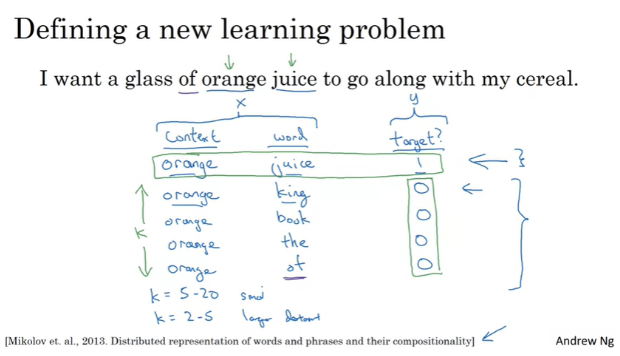 Defining a new learning problem
I want a glass of orange juice to go along with my cereal.
x y
Context word target?
orange juice 1
orange king 0
orange book 0
k
orange the 0
orange of 0
k = 5-20
k = 2-5 dataset
[Mikolov et. al., 2013. Distributed representation of words and phrases and their compositionality] Andrew Ng